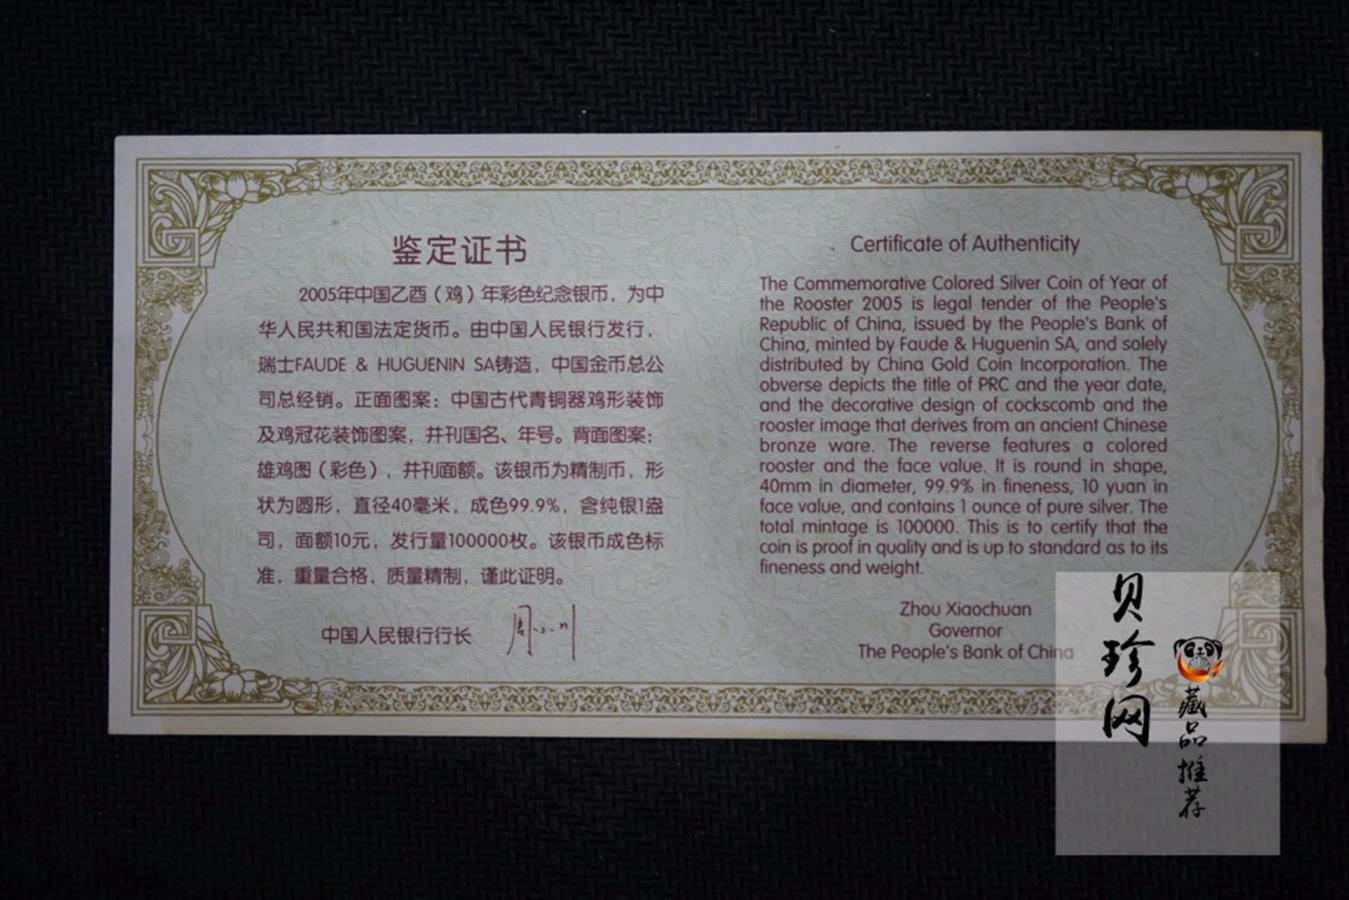 鉴定证书
2005年中国乙酉（鸡）年彩色纪念银币，为中
华人民共和国法定货币。由中国人民银行发行，
瑞士FAUDE & HUGUENIN SA铸造，中国金币总公
司总经销。正面图案：中国古代青铜器鸡形装饰
及鸡冠花装饰图案，并刊国名、年号。背面图案：
雄鸡图（彩色），并刊面额。该银币为精制币，形
状为圆形，直径40毫米，成色99.9%，含纯银1盎
司，面额10元，发行量100000枚。该银币成色标
准，重量合格，质量精制，谨此证明。
中国人民银行行长 周小川
Certificate of Authenticity
The Commemorative Colored Silver Coin of Year of
the Rooster 2005 is legal tender of the People's
Republic of China, issued by the People's Bank of
China, minted by Faude & Huguenin SA, and solely
distributed by China Gold Coin Incorporation. The
obverse depicts the title of PRC and the year date,
and the decorative design of cockscomb and the
rooster image that derives from an ancient Chinese
bronze ware. The reverse features a colored
rooster and the face value. It is round in shape,
40mm in diameter, 99.9% in fineness, 10 yuan in
face value, and contains 1 ounce of pure silver. The
total mintage is 100000. This is to certify that the
coin is proof in quality and is up to standard as to its
fineness and weight.
Zhou Xiaochuan
Governor
The People's Bank of China
贝珍网
藏品推荐